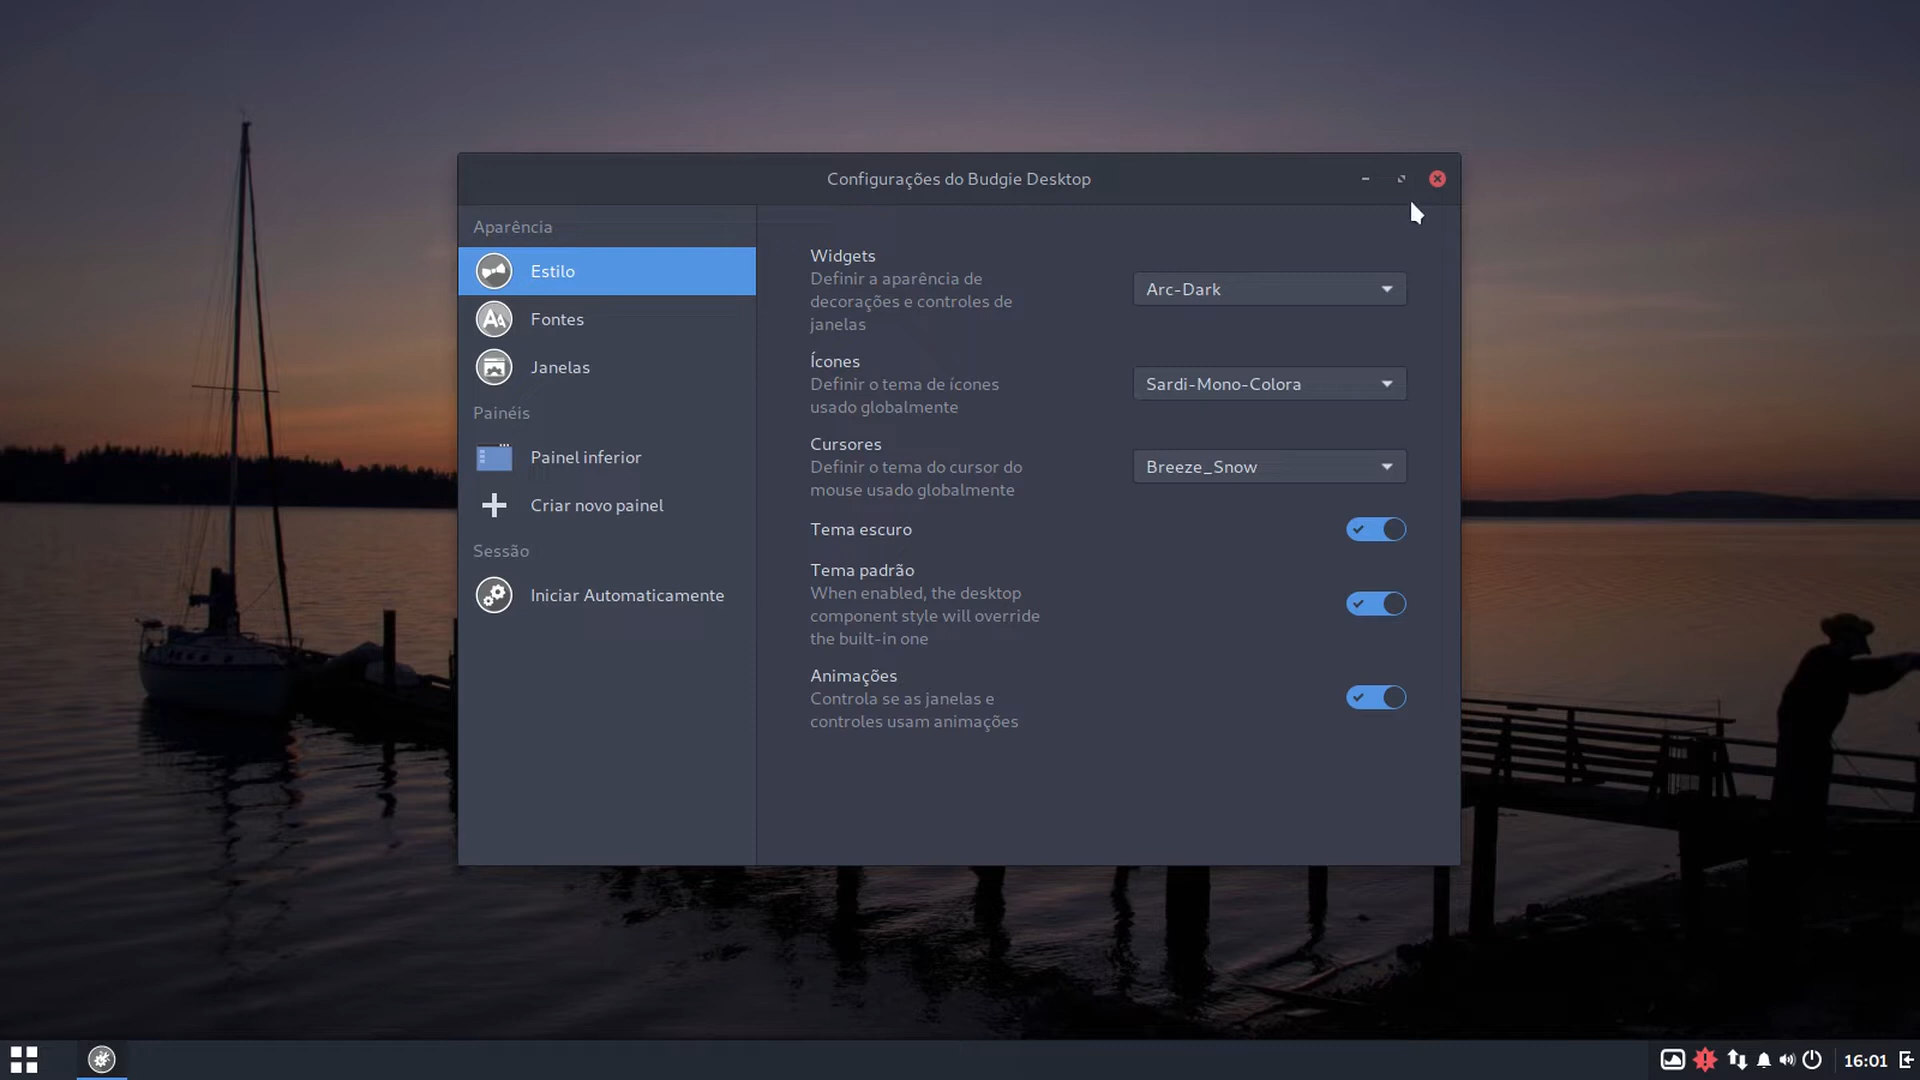 Configurações do Budgie Desktop
Aparência
Estilo
Fontes
Janelas
Painéis
Painel inferior
Criar novo painel
Sessão
Iniciar Automaticamente
Widgets
Definir a aparência de
decorações e controles de
janelas
Arc-Dark
Ícones
Definir o tema de ícones
usado globalmente
Sardi-Mono-Colora
Cursores
Definir o tema do cursor do
mouse usado globalmente
Breeze_Snow
Tema escuro
Tema padrão
When enabled, the desktop
component style will override
the built-in one
Animações
Controla se as janelas e
controles usam animações
16:01